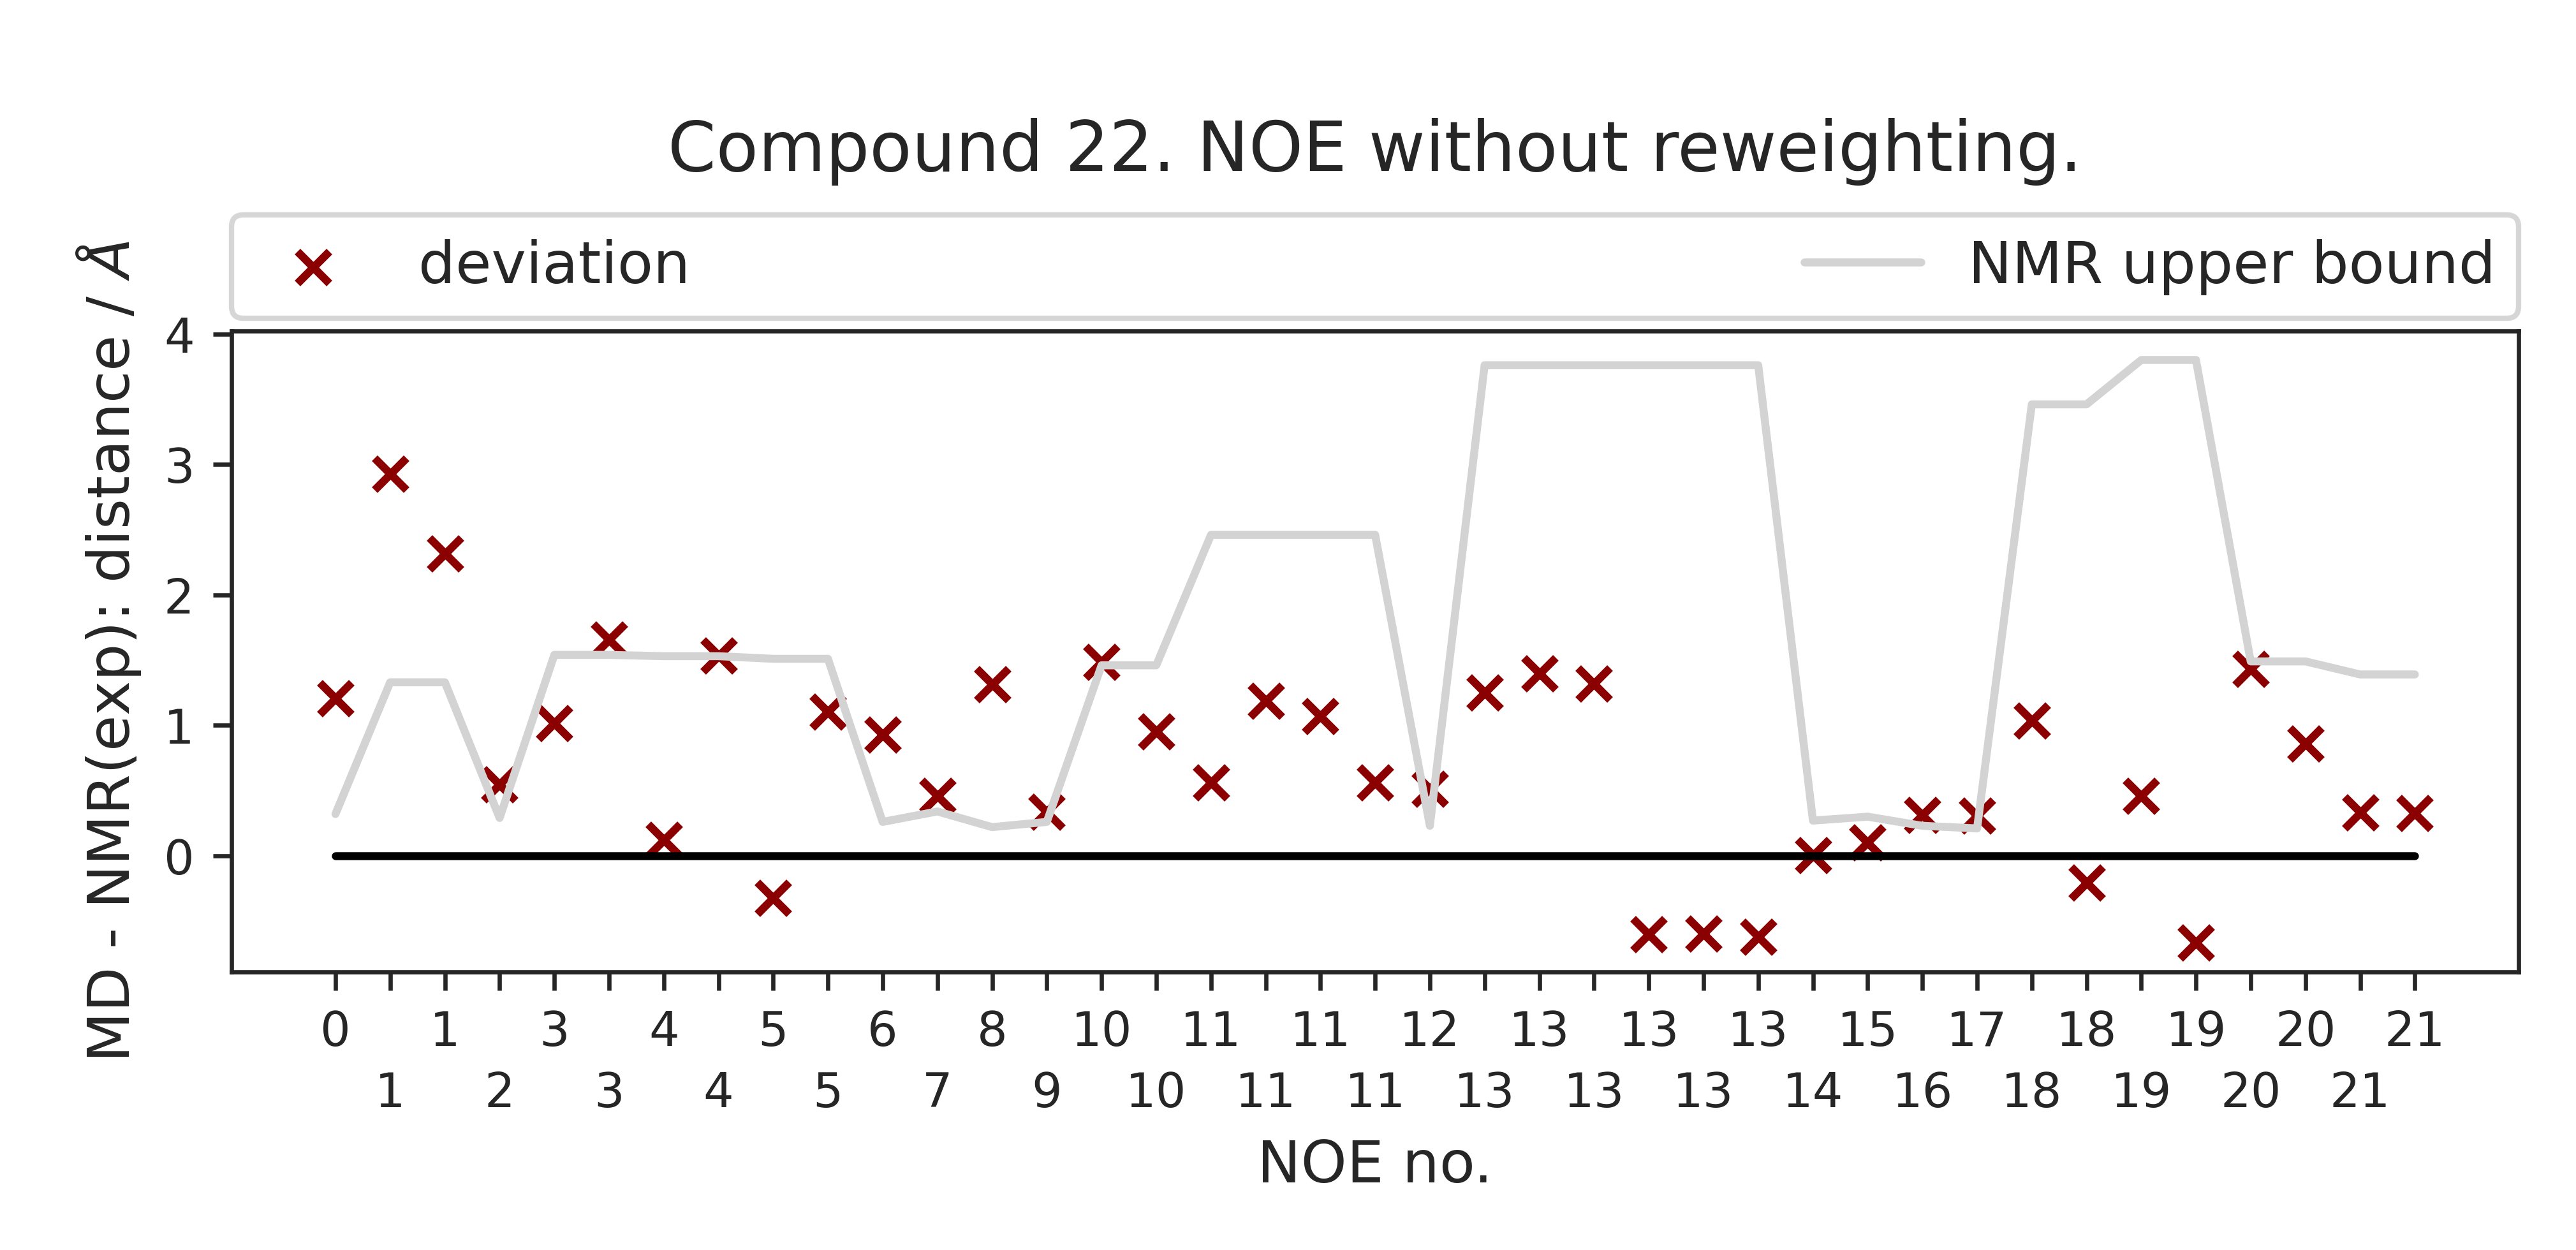 Compound 22. NOE without reweighting.
deviation
NMR upper bound
MD - NMR(exp): distance / Å
4
3
2
1
0
0 1 3 4 5 6 8 10 11 11 12 13 13 13 15 17 18 19 20 21
1 2 3 4 5 7 9 10 11 11 13 13 13 14 16 18 19 20 21
NOE no.